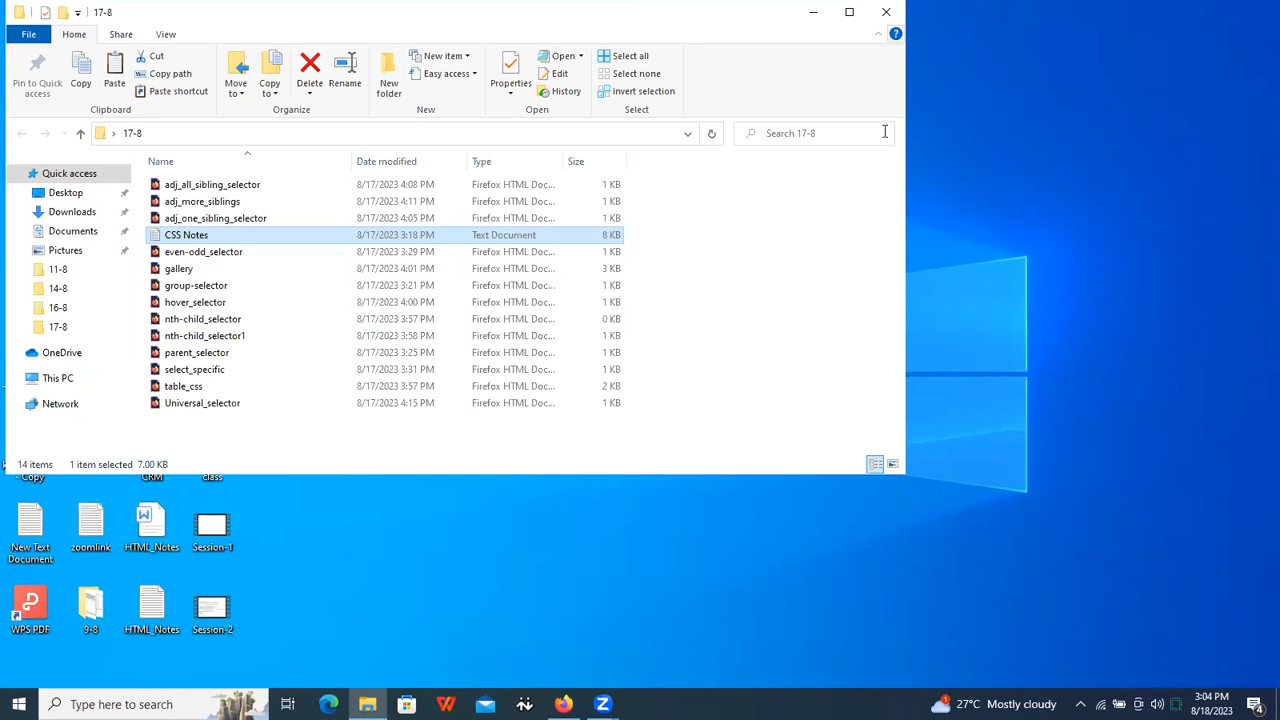 17-8
File Home Share View
Pin to Quick access
Copy
Paste
Cut
Copy path
Paste shortcut
Clipboard
Move to
Copy to
Delete
Rename
Organize
New folder
New item
Easy access
New
Properties
Open
Edit
History
Open
Select all
Select none
Invert selection
Select
17-8
Search 17-8
Name Date modified Type Size
Quick access
Desktop
Downloads
Documents
Pictures
11-8
14-8
16-8
17-8
OneDrive
This PC
Network
adj_all_sibling_selector 8/17/2023 4:08 PM Firefox HTML Doc... 1 KB
adj_more_siblings 8/17/2023 4:11 PM Firefox HTML Doc... 1 KB
adj_one_sibling_selector 8/17/2023 4:05 PM Firefox HTML Doc... 1 KB
CSS Notes 8/17/2023 3:18 PM Text Document 8 KB
even-odd_selector 8/17/2023 3:29 PM Firefox HTML Doc... 1 KB
gallery 8/17/2023 4:01 PM Firefox HTML Doc... 3 KB
group-selector 8/17/2023 3:21 PM Firefox HTML Doc... 1 KB
hover_selector 8/17/2023 4:00 PM Firefox HTML Doc... 1 KB
nth-child_selector 8/17/2023 3:57 PM Firefox HTML Doc... 0 KB
nth-child_selector1 8/17/2023 3:58 PM Firefox HTML Doc... 1 KB
parent_selector 8/17/2023 3:25 PM Firefox HTML Doc... 1 KB
select_specific 8/17/2023 3:31 PM Firefox HTML Doc... 1 KB
table_css 8/17/2023 3:57 PM Firefox HTML Doc... 2 KB
Universal_selector 8/17/2023 4:15 PM Firefox HTML Doc... 1 KB
14 items 1 item selected 7.00 KB
- Copy CRM class
New Text Document
zoomlink
HTML_Notes
Session-1
WPS PDF
9-8
HTML_Notes
Session-2
Type here to search
27°C Mostly cloudy
3:04 PM
8/18/2023
4